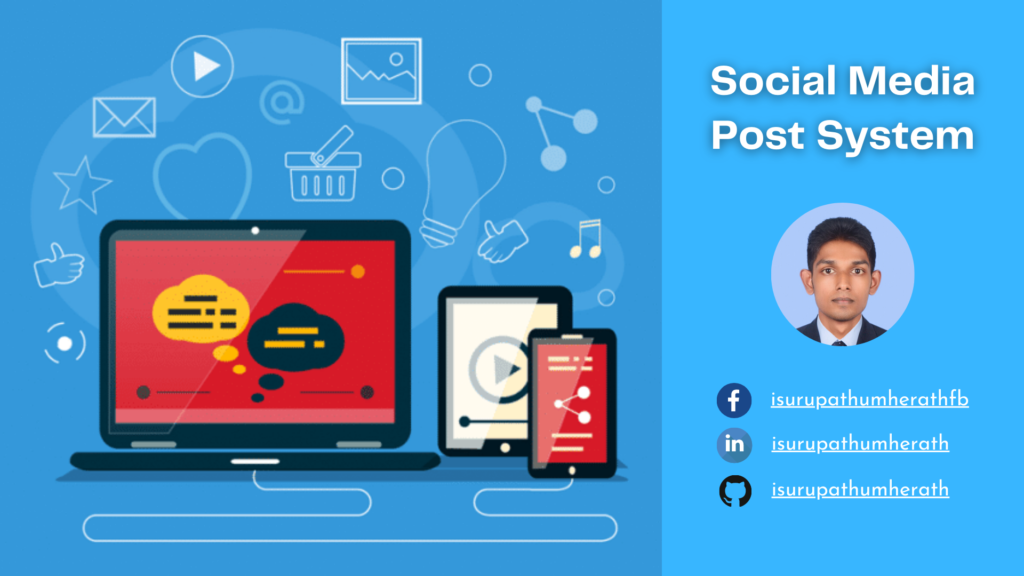 Social Media
Post System
isurupathumherathfb
isurupathumherath
isurupathumherath